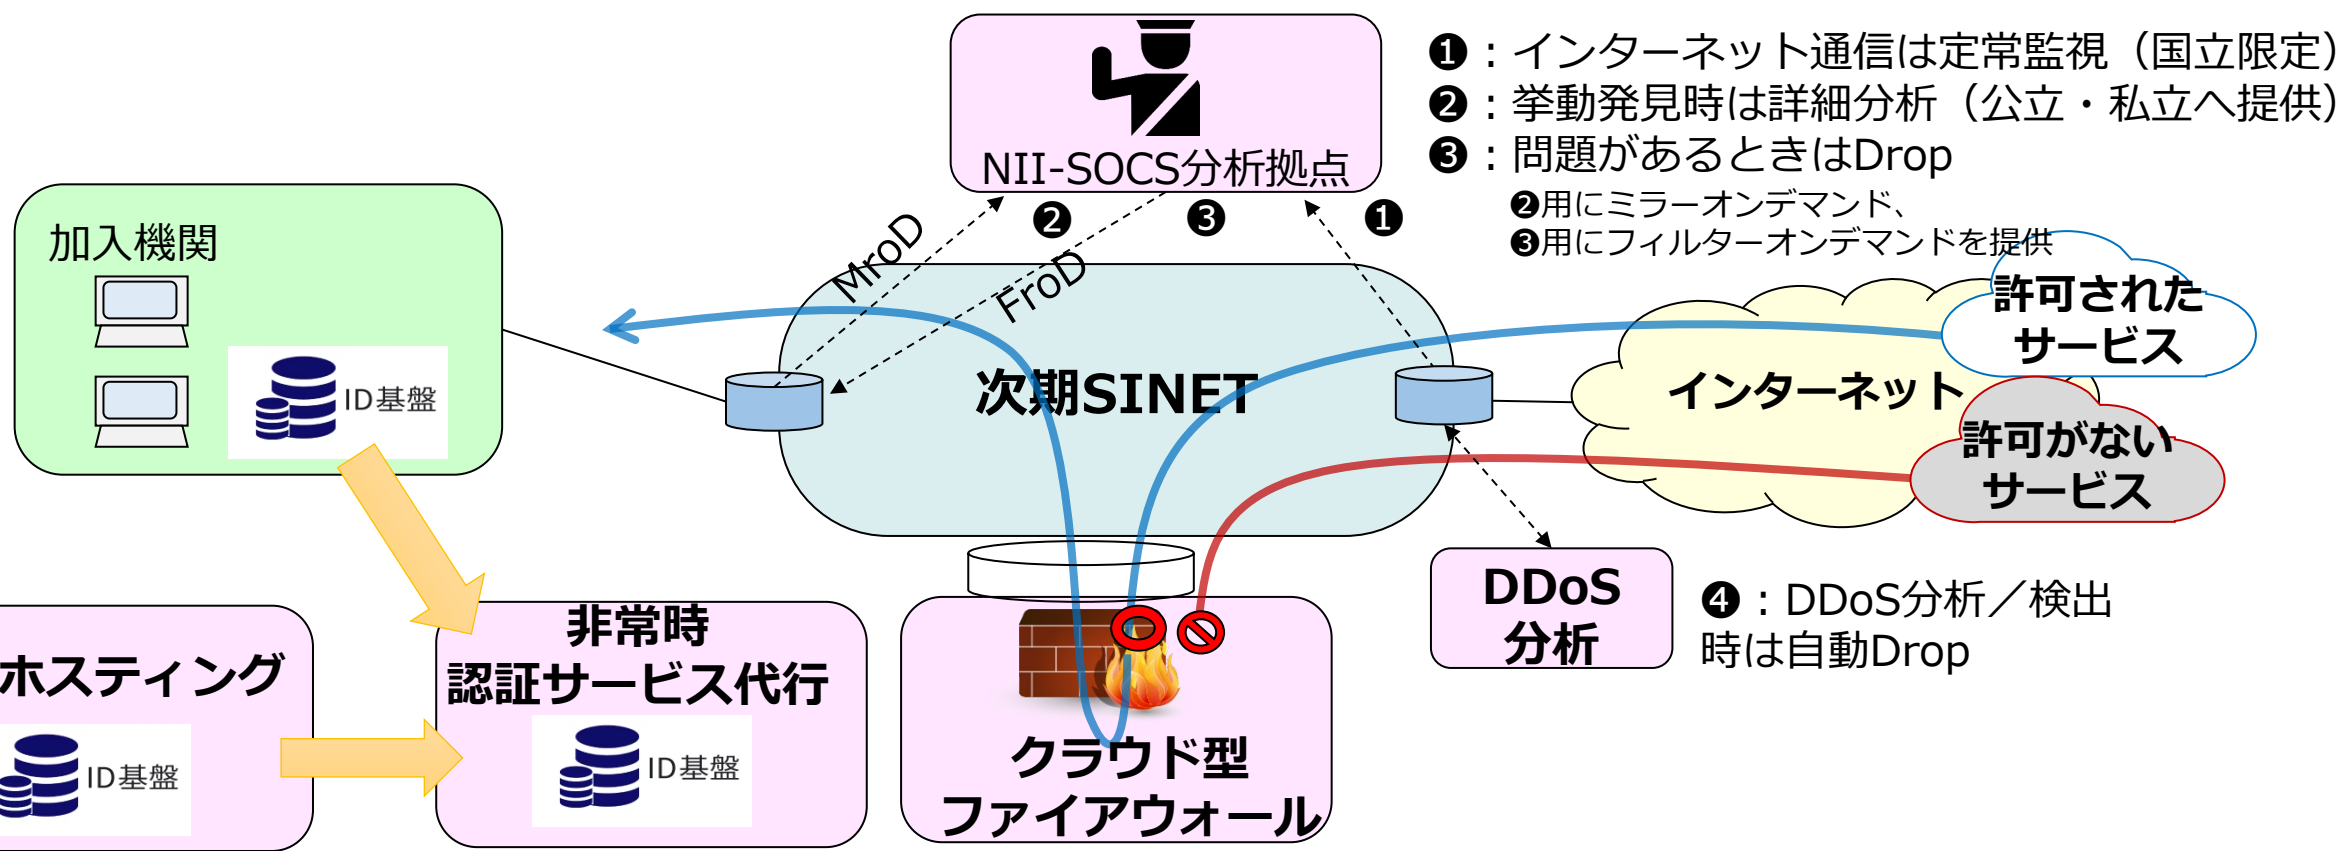 ❶：インターネット通信は定常監視（国立限定）
❷：挙動発見時は詳細分析（公立・私立へ提供）
❸：問題があるときはDrop
❷用にミラーオンデマンド、
❸用にフィルターオンデマンドを提供
NII-SOCS分析拠点
❷
❸
❶
加入機関
ID基盤
MroD
FroD
次期SINET
インターネット
許可された
サービス
許可がない
サービス
DDoS
分析
❹：DDoS分析／検出
時は自動Drop
ホスティング
ID基盤
非常時
認証サービス代行
ID基盤
クラウド型
ファイアウォール